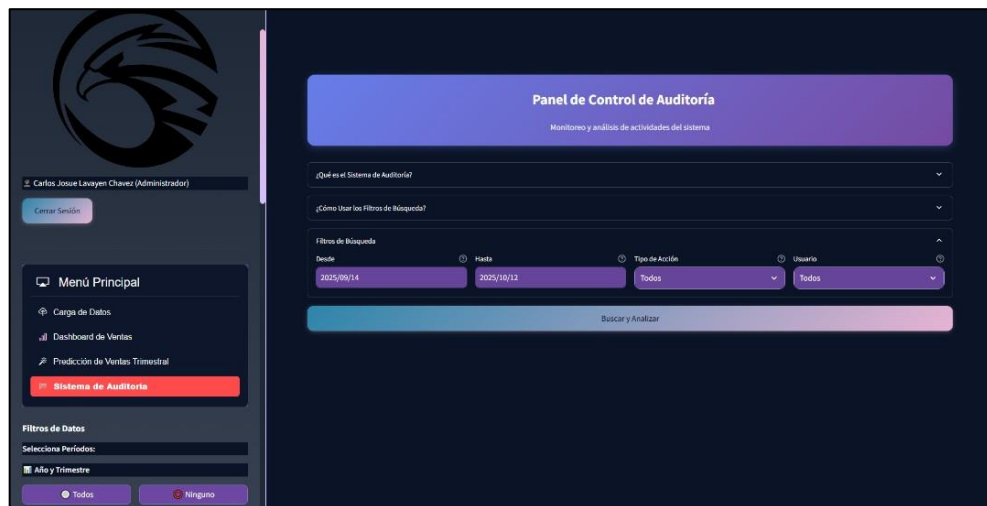 Carlos Josue Lavayen Chavez (Administrador)
Cerrar Sesión
Menú Principal
Carga de Datos
Dashboard de Ventas
Predicción de Ventas Trimestral
Sistema de Auditoría
Filtros de Datos
Selecciona Períodos:
Año y Trimestre
Todos
Ninguno
Panel de Control de Auditoría
Monitoreo y análisis de actividades del sistema
¿Qué es el Sistema de Auditoría?
¿Cómo Usar los Filtros de Búsqueda?
Filtros de Búsqueda
Desde Hasta Tipo de Acción Usuario
2025/09/14 2025/10/12 Todos Todos
Buscar y Analizar